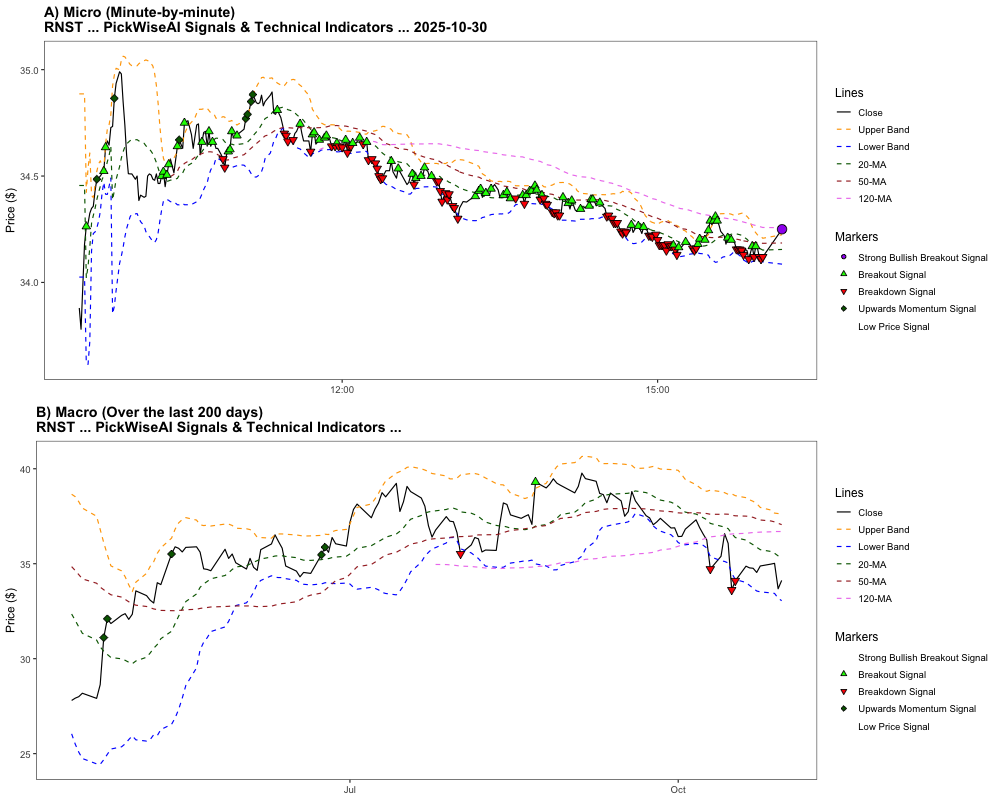 A) Micro (Minute-by-minute)
RNST ... PickWiseAI Signals & Technical Indicators ... 2025-10-30
35.0
34.5
34.0
Price ($)
12:00
15:00
Lines
Close
Upper Band
Lower Band
20-MA
50-MA
120-MA
Markers
Strong Bullish Breakout Signal
Breakout Signal
Breakdown Signal
Upwards Momentum Signal
Low Price Signal
B) Macro (Over the last 200 days)
RNST ... PickWiseAI Signals & Technical Indicators ...
40
35
30
25
Price ($)
Jul
Oct
Lines
Close
Upper Band
Lower Band
20-MA
50-MA
120-MA
Markers
Strong Bullish Breakout Signal
Breakout Signal
Breakdown Signal
Upwards Momentum Signal
Low Price Signal